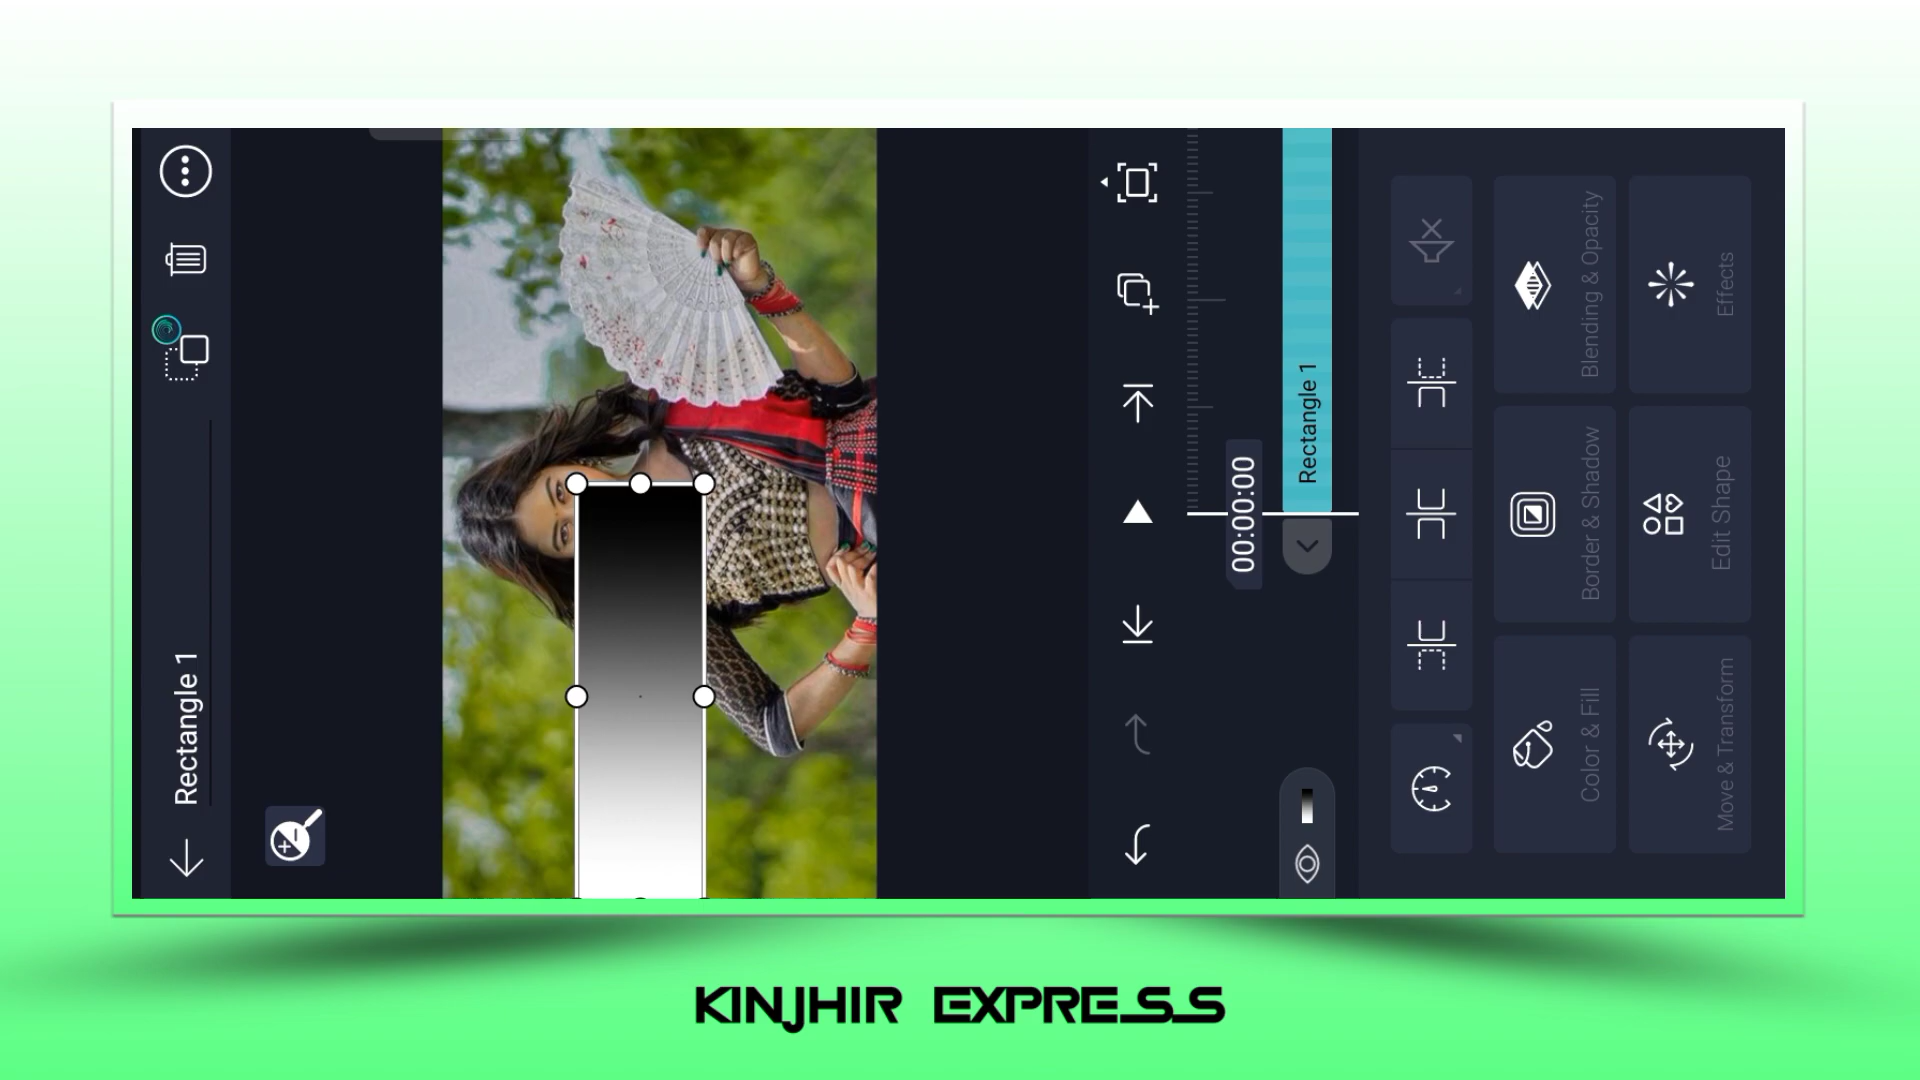 Rectangle 1
00:00:00
Rectangle 1
Color & Fill
Border & Shadow
Blending & Opacity
Move & Transform
Edit Shape
Effects
KINJHIR EXPRESS